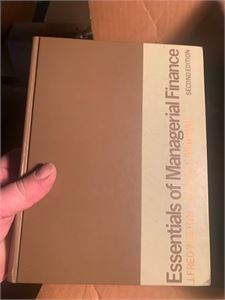 Essentials of Managerial Finance
SECOND EDITION